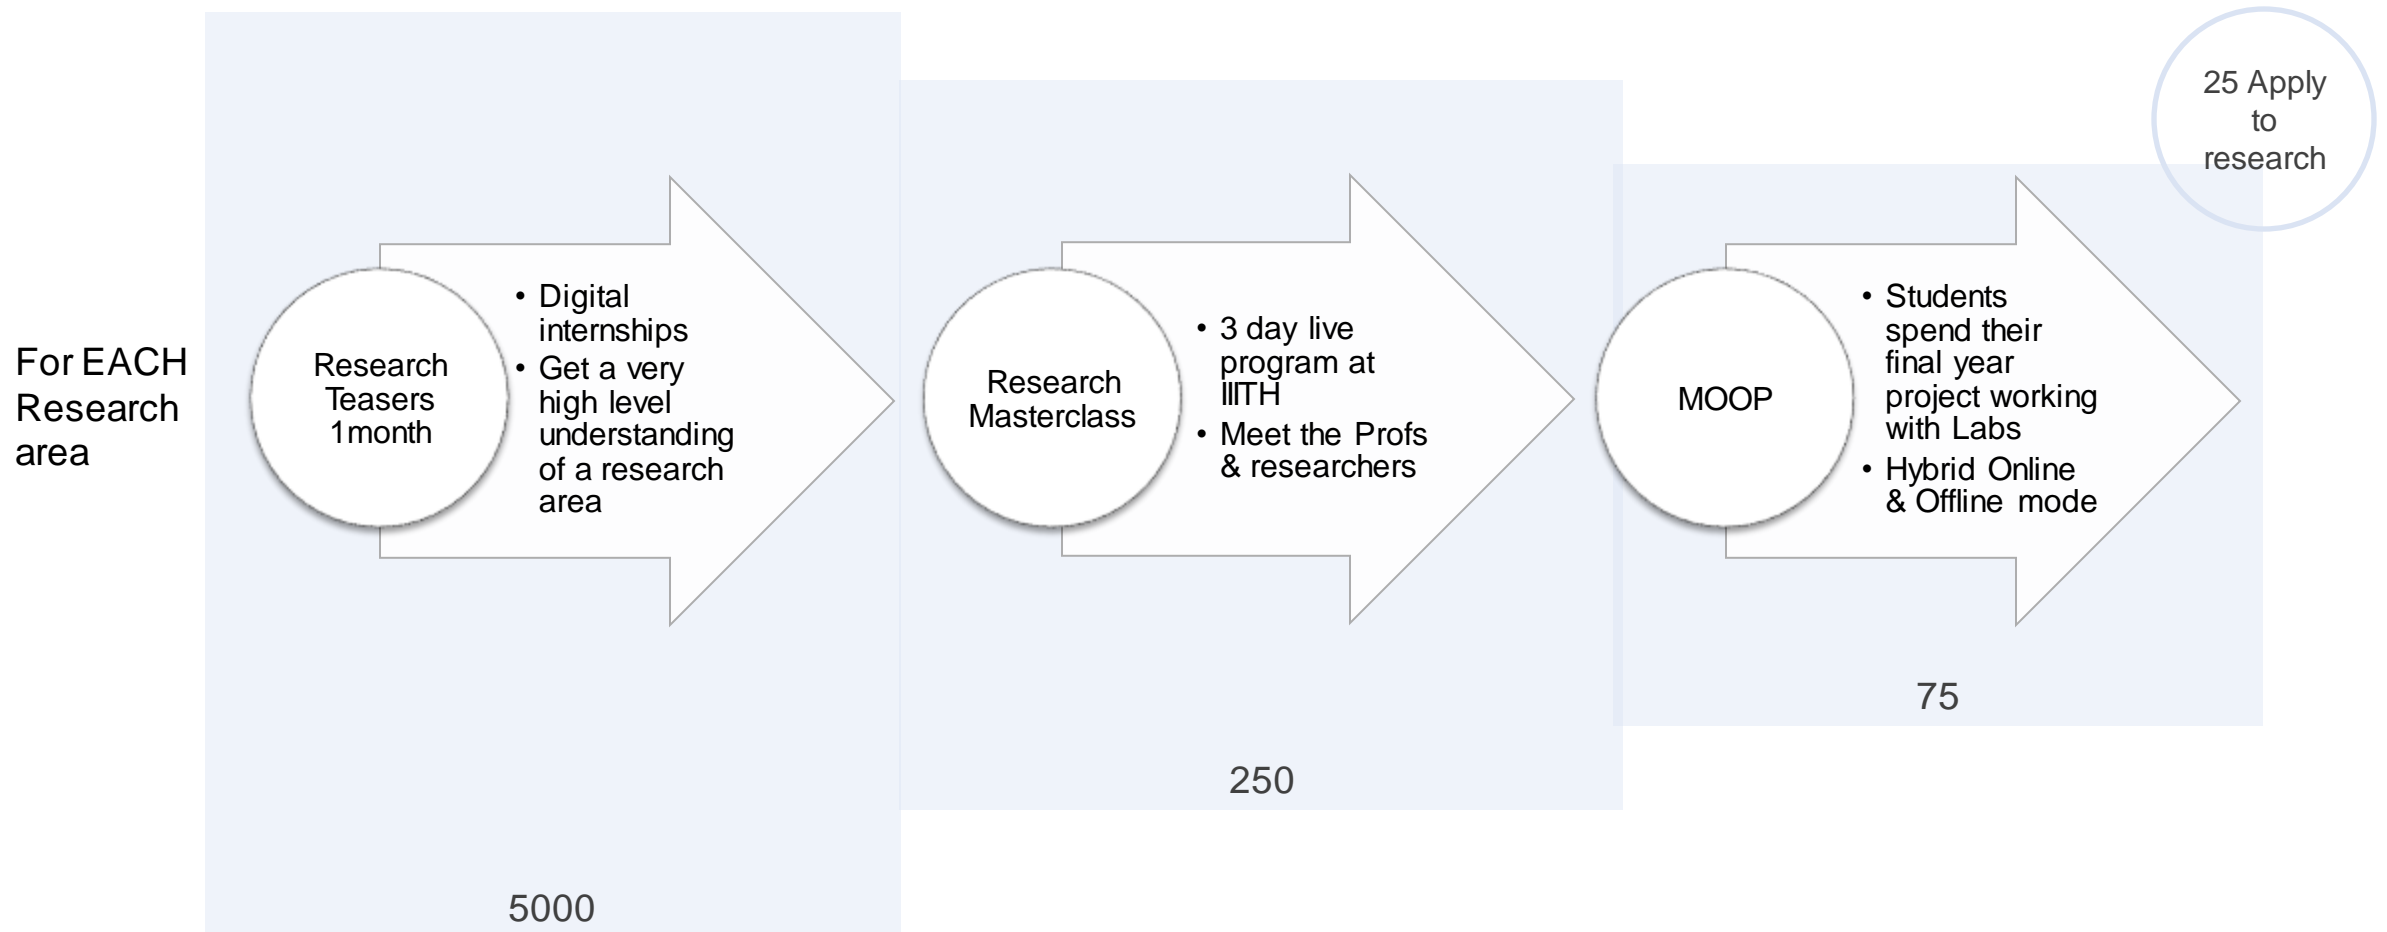 For EACH
Research
area
Research
Teasers
1month
• Digital
internships
• Get a very
high level
understanding
of a research
area
5000
Research
Masterclass
• 3 day live
program at
IIITH
• Meet the Profs
& researchers
250
MOOP
• Students
spend their
final year
project working
with Labs
• Hybrid Online
& Offline mode
75
25 Apply
to
research